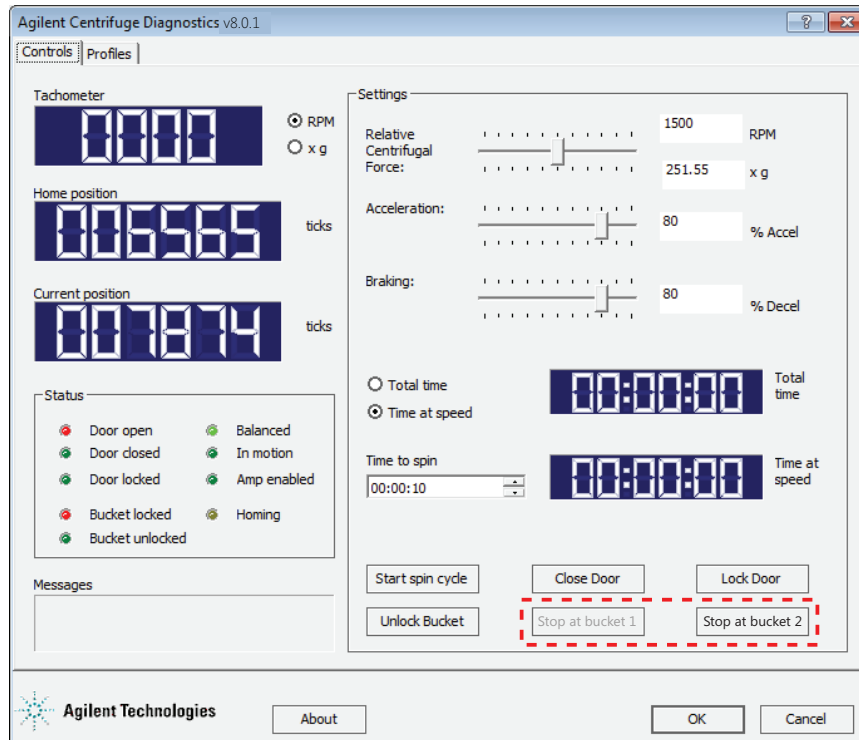 Agilent Centrifuge Diagnostics v8.0.1
Controls
Profiles
Tachometer
0000
RPM
x g
Home position
005565
ticks
Current position
007874
ticks
Status
Door open
Balanced
Door closed
In motion
Door locked
Amp enabled
Bucket locked
Homing
Bucket unlocked
Messages
Settings
Relative
Centrifugal
Force:
1500
RPM
251.55
x g
Acceleration:
80
% Accel
Braking:
80
% Decel
Total time
Time at speed
00:00:00
Total
time
Time to spin
00:00:10
00:00:00
Time at
speed
Start spin cycle
Close Door
Lock Door
Unlock Bucket
Stop at bucket 1
Stop at bucket 2
Agilent Technologies
About
OK
Cancel